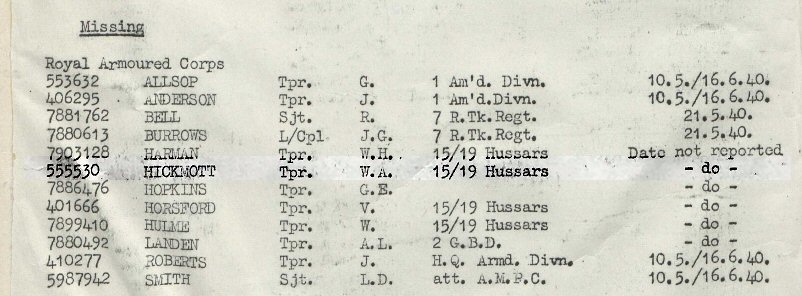 Missing
Royal Armoured Corps
553632 ALLSOP Tpr. G. 1 Am'd. Divn. 10.5./16.6.40.
406295 ANDERSON Tpr. J. 1 Am'd.Divn. 10.5./16.6.40.
7881762 BELL Sjt. R. 7 R.Tk.Regt. 21.5.40.
7880613 BURROWS L/Cpl J.G. 7 R.Tk.Regt. 21.5.40.
7903128 HARMAN Tpr. W.H. 15/19 Hussars Date not reported
555530 HICKMOTT Tpr. W.A. 15/19 Hussars - do -
7886476 HOPKINS Tpr. G.E. - do -
401666 HORSFORD Tpr. V. 15/19 Hussars - do -
7899410 HULME Tpr. W. 15/19 Hussars - do -
7880492 LANDEN Tpr. A.L. 2 G.B.D. - do -
410277 ROBERTS Tpr. J. H.Q. Armd. Divn. 10.5./16.6.40.
5987942 SMITH Sjt. L.D. att. A.M.P.C. 10.5./16.6.40.